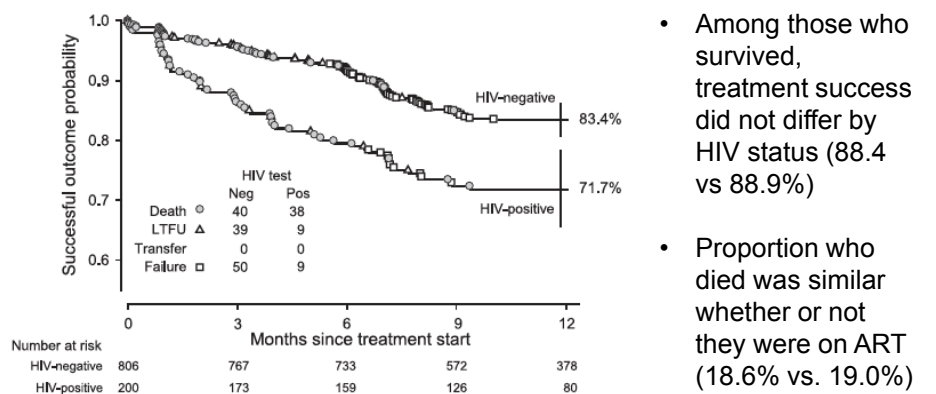 Successful outcome probability
1.0
0.9
0.8
0.7
0.6
HIV-negative
83.4%
71.7%
HIV-positive
HIV test
Neg Pos
Death 40 38
LTFU 39 9
Transfer 0 0
Failure 50 9
0 3 6 9 12
Months since treatment start
Number at risk
HIV-negative 806 767 733 572 378
HIV-positive 200 173 159 126 80
• Among those who
survived,
treatment success
did not differ by
HIV status (88.4
vs 88.9%)
• Proportion who
died was similar
whether or not
they were on ART
(18.6% vs. 19.0%)